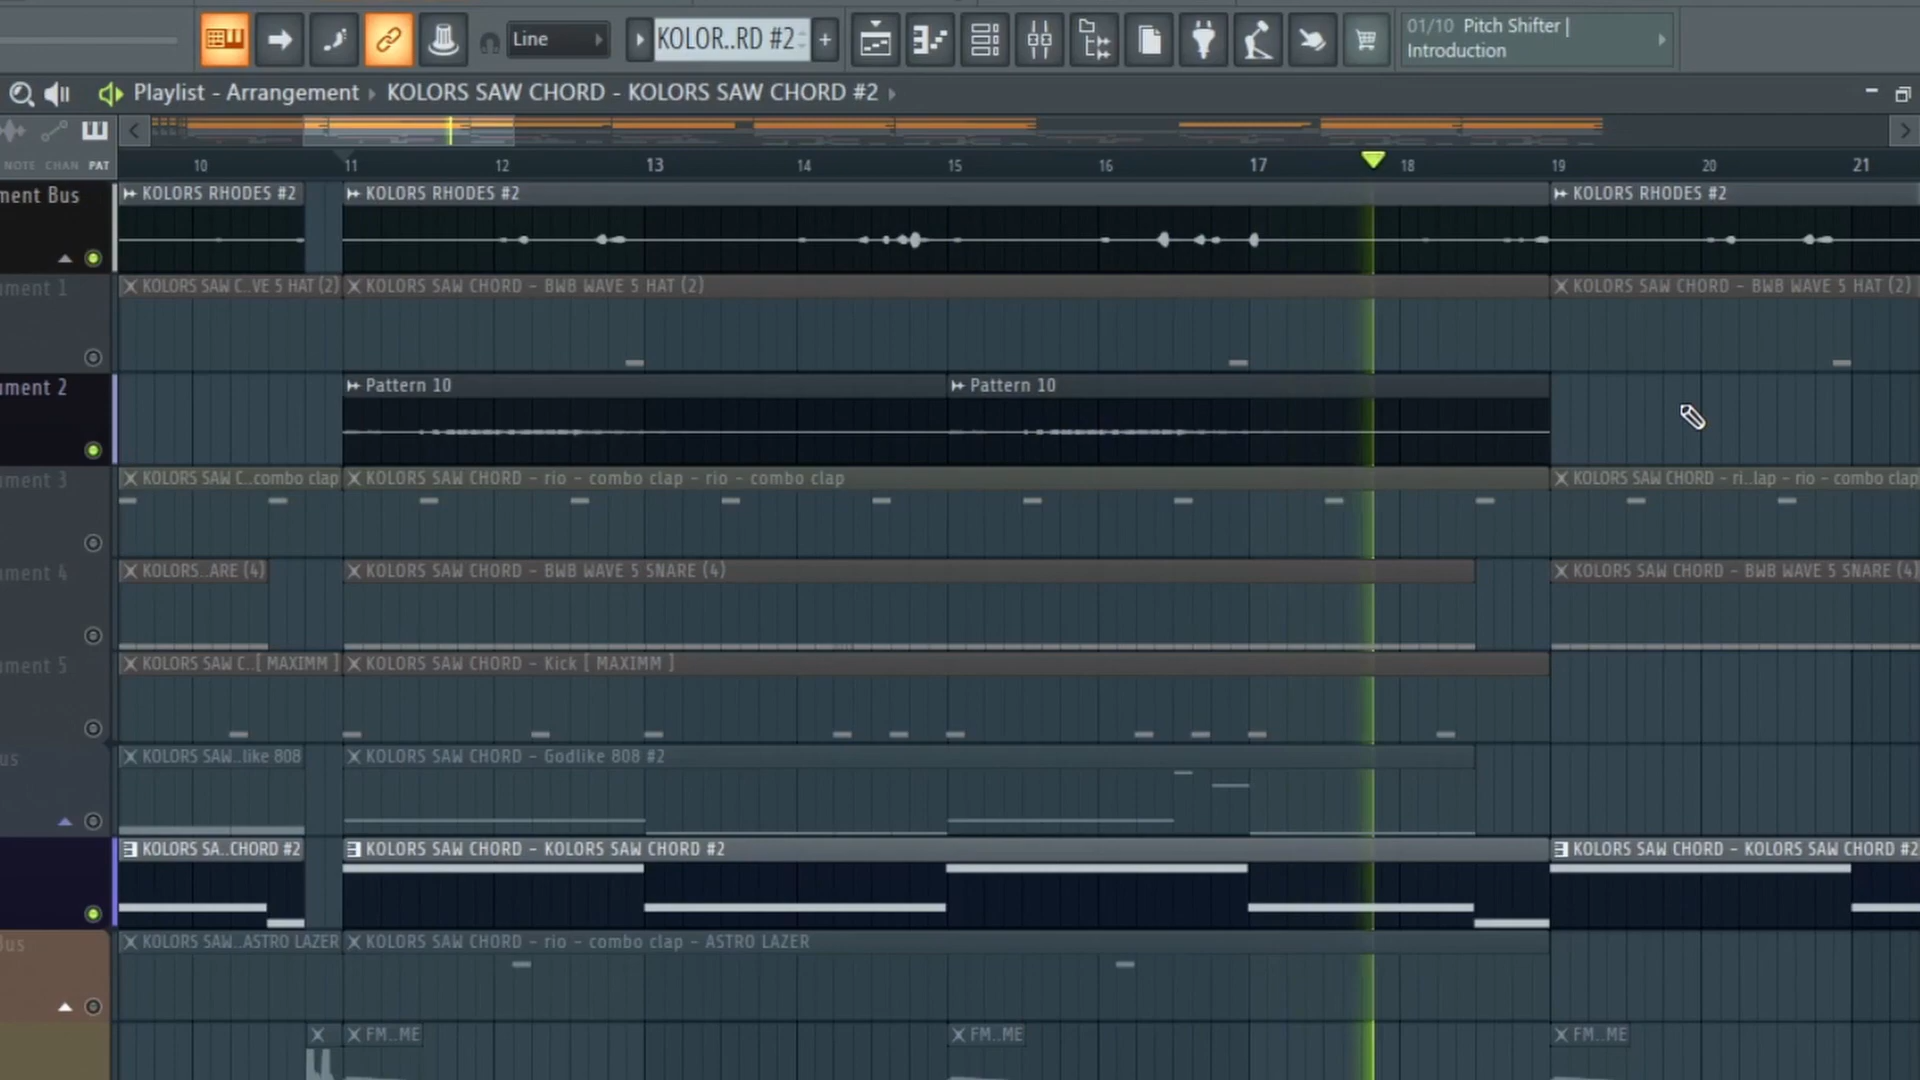 Line
KOLOR..RD #2
+
01/10 Pitch Shifter |
Introduction
Playlist - Arrangement ▸ KOLORS SAW CHORD - KOLORS SAW CHORD #2 ▸
NOTE CHAN PAT
10 11 12 13 14 15 16 17 18 19 20 21
ment Bus
KOLORS RHODES #2
KOLORS RHODES #2
KOLORS RHODES #2
ument 1
KOLORS SAW C..VE 5 HAT (2)
KOLORS SAW CHORD - BWB WAVE 5 HAT (2)
KOLORS SAW CHORD - BWB WAVE 5 HAT (2)
ument 2
Pattern 10
Pattern 10
ument 3
KOLORS SAW C..combo clap
KOLORS SAW CHORD - rio - combo clap - rio - combo clap
KOLORS SAW CHORD - ri..lap - rio - combo clap
ument 4
KOLORS..ARE (4)
KOLORS SAW CHORD - BWB WAVE 5 SNARE (4)
KOLORS SAW CHORD - BWB WAVE 5 SNARE (4)
ument 5
KOLORS SAW C..[ MAXIMM ]
KOLORS SAW CHORD - Kick [ MAXIMM ]
us
KOLORS SAW..like 808
KOLORS SAW CHORD - Godlike 808 #2
KOLORS SA..CHORD #2
KOLORS SAW CHORD - KOLORS SAW CHORD #2
KOLORS SAW CHORD - KOLORS SAW CHORD #2
Bus
KOLORS SAW..ASTRO LAZER
KOLORS SAW CHORD - rio - combo clap - ASTRO LAZER
FM..ME
FM..ME
FM..ME